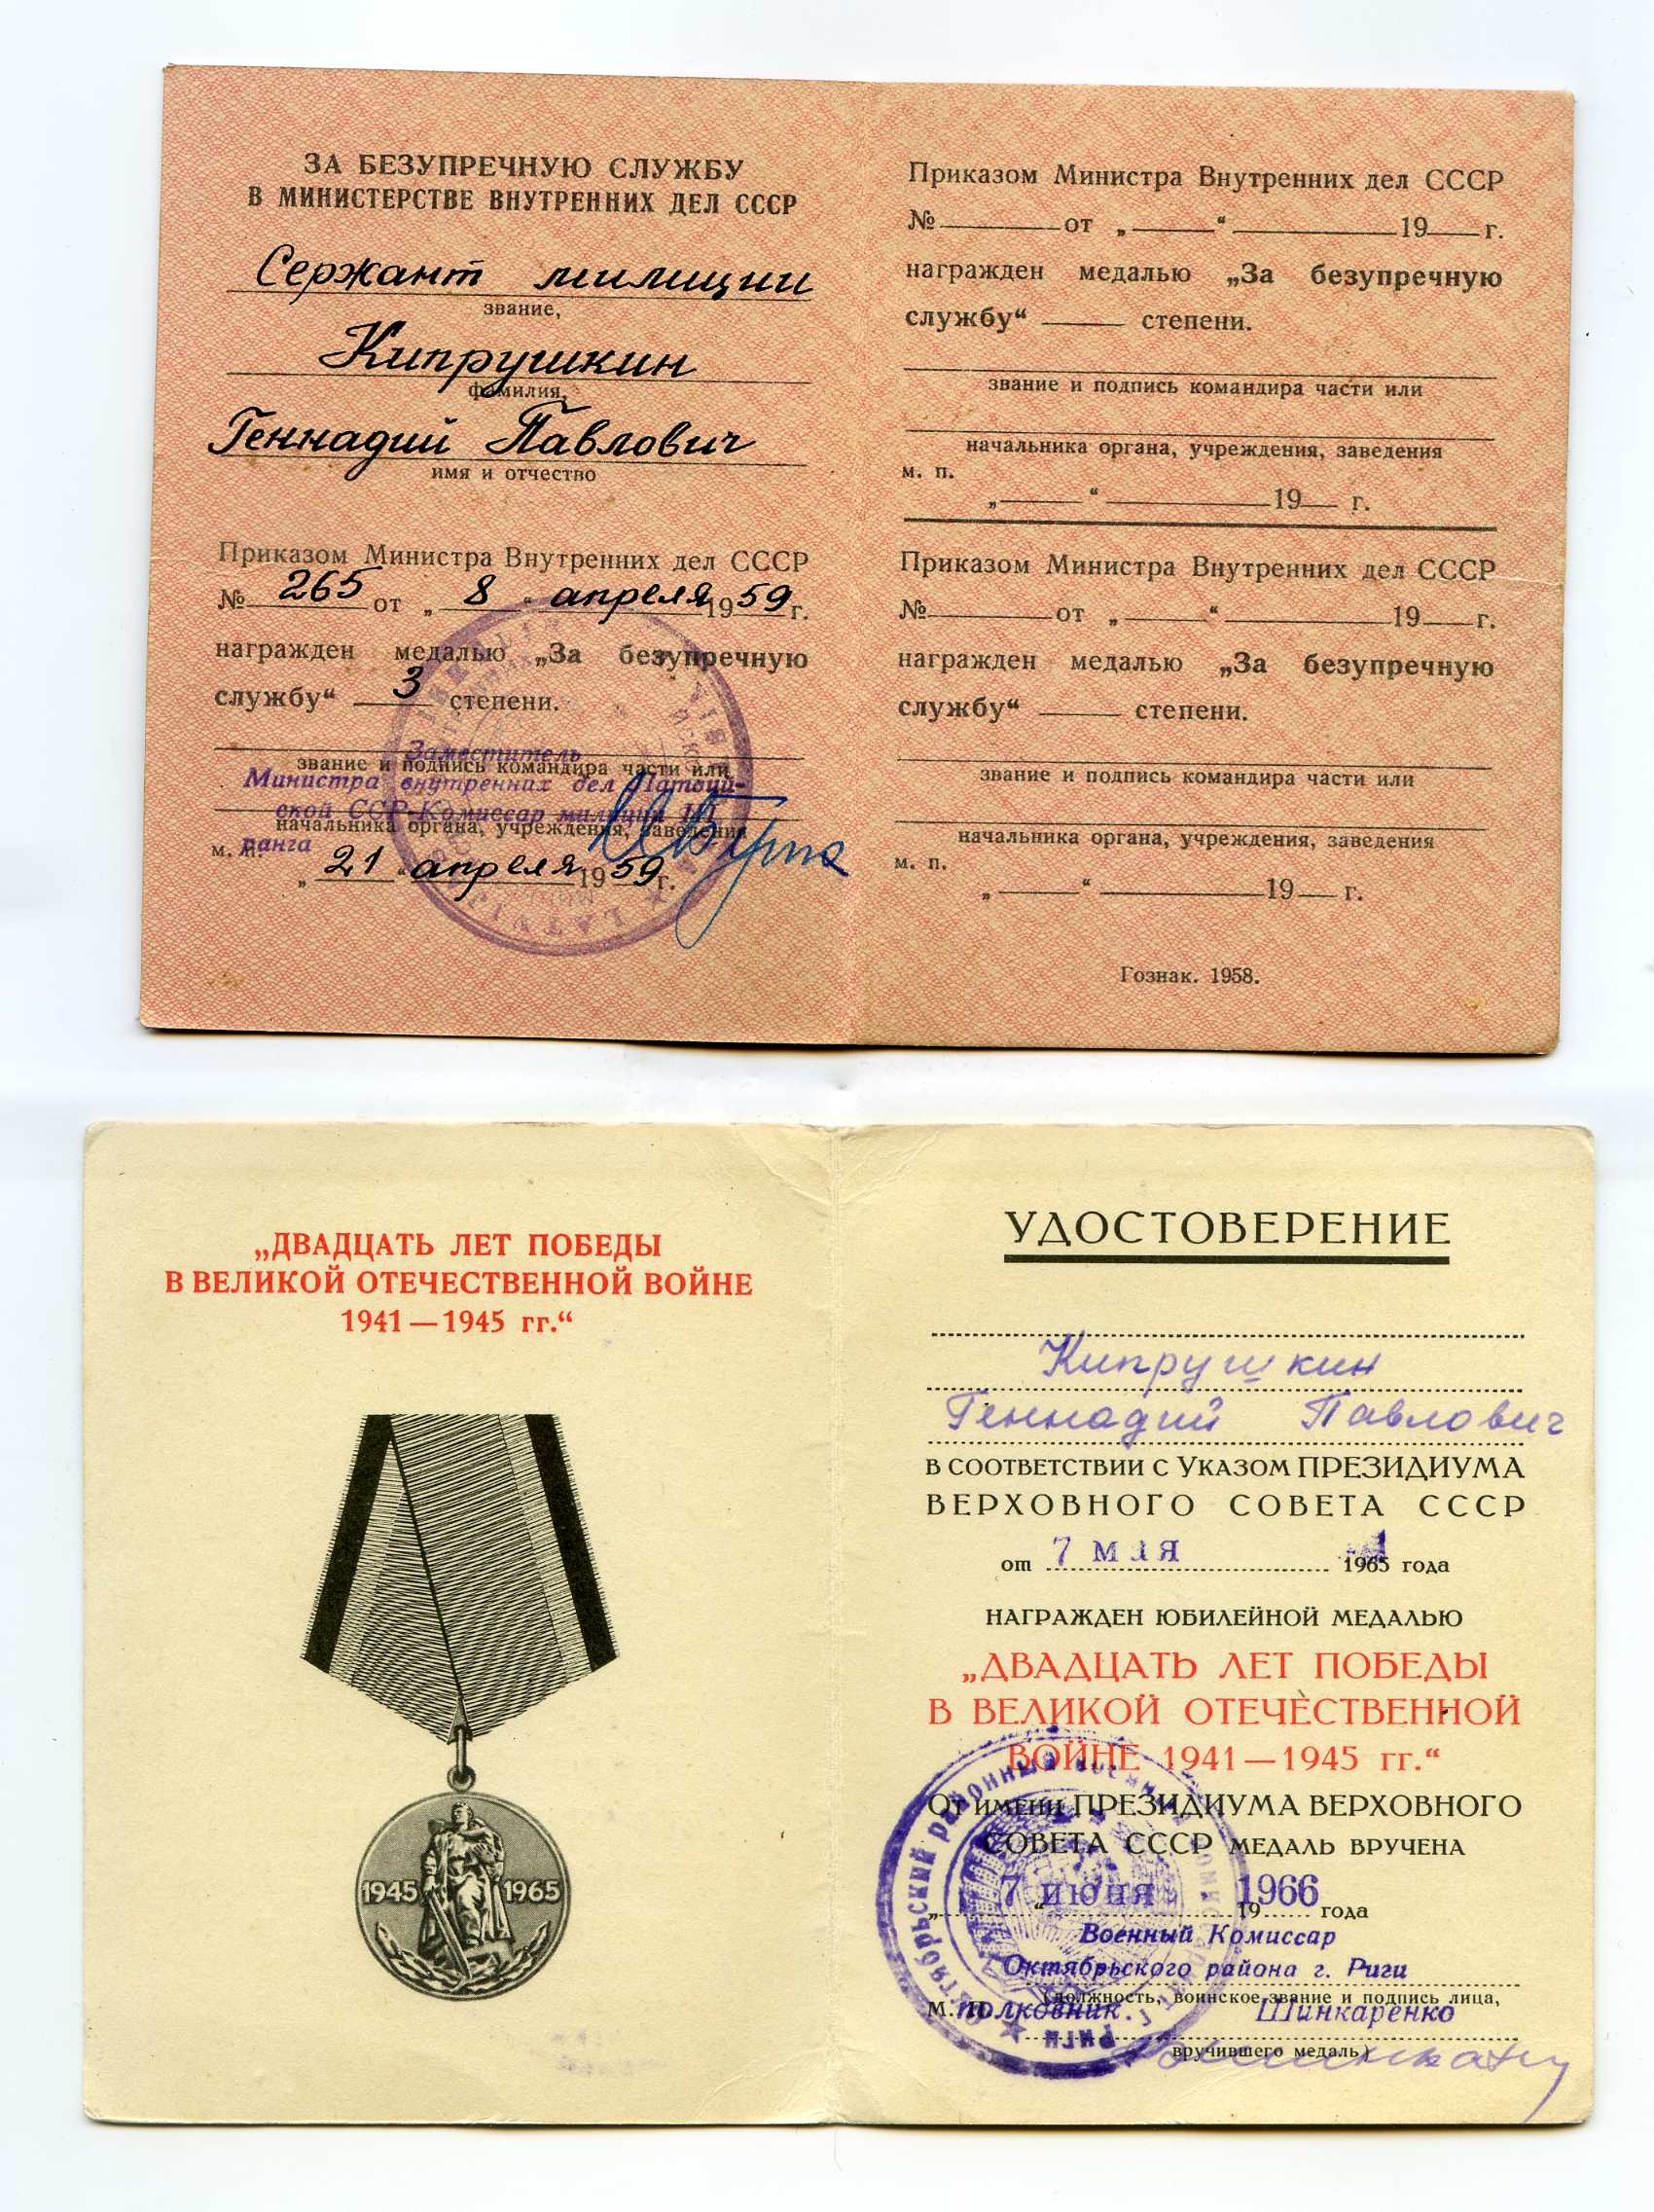 ЗА БЕЗУПРЕЧНУЮ СЛУЖБУ
В МИНИСТЕРСТВЕ ВНУТРЕННИХ ДЕЛ СССР
Сержант милиции
звание,
Кипрушкин
фамилия,
Геннадий Павлович
имя и отчество
Приказом Министра Внутренних дел СССР
№ 265 от „ 8 “ апреля 1959 г.
награжден медалью „За безупречную
службу“ 3 степени.
Заместитель
звание и подпись командира части или
Министра внутренних дел Латвий-
ской ССР-Комиссар милиции III
начальника органа, учреждения, заведения
ранга
м. п.
„ 21 “ апреля 1959 г.
Приказом Министра Внутренних дел СССР
№ от „ “ 19 г.
награжден медалью „За безупречную
службу“ степени.
звание и подпись командира части или
начальника органа, учреждения, заведения
м. п.
„ “ 19 г.
Приказом Министра Внутренних дел СССР
№ от „ “ 19 г.
награжден медалью „За безупречную
службу“ степени.
звание и подпись командира части или
начальника органа, учреждения, заведения
м. п.
„ “ 19 г.
Гознак. 1958.
„ДВАДЦАТЬ ЛЕТ ПОБЕДЫ
В ВЕЛИКОЙ ОТЕЧЕСТВЕННОЙ ВОЙНЕ
1941—1945 гг.“
1945 1965
УДОСТОВЕРЕНИЕ
Кипрушкин
Геннадий Павлович
В СООТВЕТСТВИИ С УКАЗОМ ПРЕЗИДИУМА
ВЕРХОВНОГО СОВЕТА СССР
от 7 мая 1965 года
НАГРАЖДЕН ЮБИЛЕЙНОЙ МЕДАЛЬЮ
„ДВАДЦАТЬ ЛЕТ ПОБЕДЫ
В ВЕЛИКОЙ ОТЕЧЕСТВЕННОЙ
ВОЙНЕ 1941—1945 гг.“
ОТ ИМЕНИ ПРЕЗИДИУМА ВЕРХОВНОГО
СОВЕТА СССР МЕДАЛЬ ВРУЧЕНА
„ 7 “ июня 1966 19 года
Военный Комиссар
Октябрьского района г. Риги
(должность, воинское звание и подпись лица,
М. П. полковник. Шинкаренко
вручившего медаль)